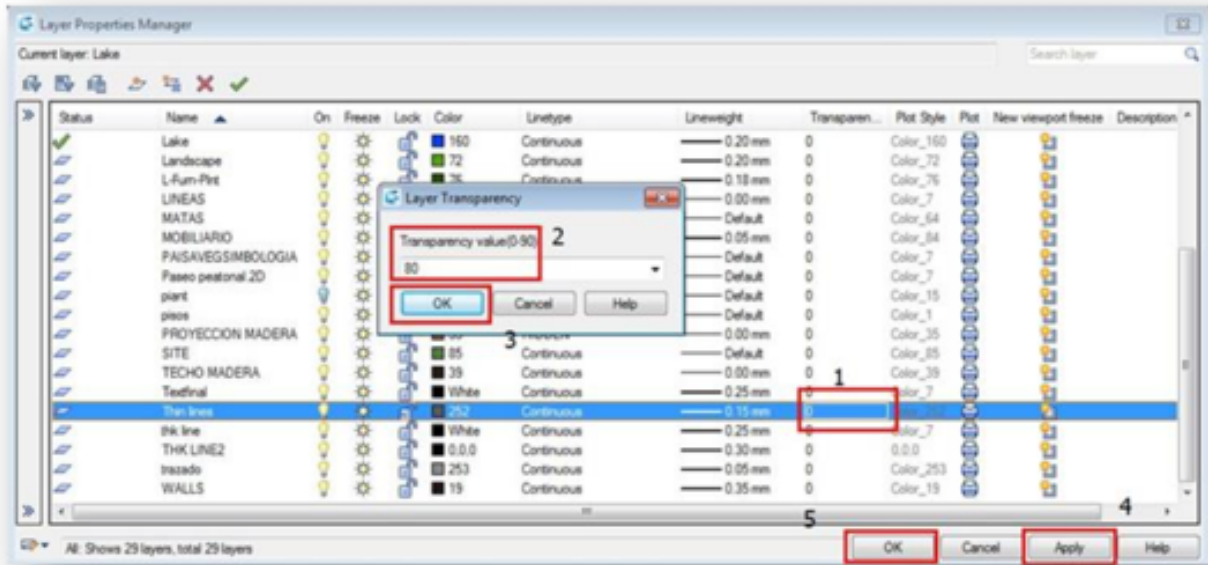 Layer Properties Manager
Current layer: Lake
Search layer
Status Name On Freeze Lock Color Linetype Lineweight Transparen... Plot Style Plot New viewport freeze Description
Lake 160 Continuous 0.20 mm 0 Color_160
Landscape 72 Continuous 0.20 mm 0 Color_72
L-Furn-Plnt 76 Continuous 0.18 mm 0 Color_76
LINEAS 0.00 mm 0 Color_7
MATAS Default 0 Color_64
MOBILIARIO 0.05 mm 0 Color_84
PAISAVEGSIMBOLOGIA Default 0 Color_7
Paseo peatonal 2D Default 0 Color_7
piant Default 0 Color_15
pisos Default 0 Color_1
PROYECCION MADERA HIDDEN 0.00 mm 0 Color_35
SITE 85 Continuous Default 0 Color_85
TECHO MADERA 39 Continuous 0.00 mm 0 Color_39
Textfinal White Continuous 0.25 mm 0 Color_7
Thin lines 252 Continuous 0.15 mm 0 Color_252
thk line White Continuous 0.25 mm 0 Color_7
THK LINE2 0,0,0 Continuous 0.30 mm 0 0,0,0
trazado 253 Continuous 0.05 mm 0 Color_253
WALLS 19 Continuous 0.35 mm 0 Color_19
Layer Transparency
Transparency value(0-90) 2
80
OK Cancel Help
3
1
5
4
All: Shows 29 layers, total 29 layers
OK Cancel Apply Help